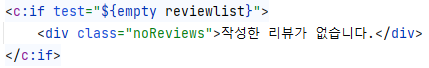 <c:if test="${empty reviewlist}">
    <div class="noReviews">작성한 리뷰가 없습니다.</div>
</c:if>